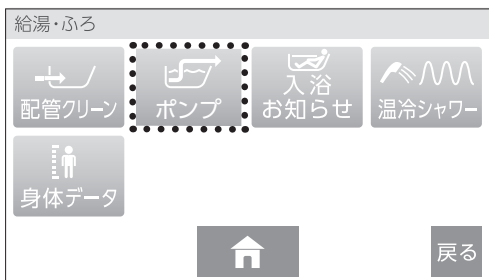 給湯・ふろ
配管クリーン
ポンプ
入浴
お知らせ
温冷シャワー
身体データ
戻る